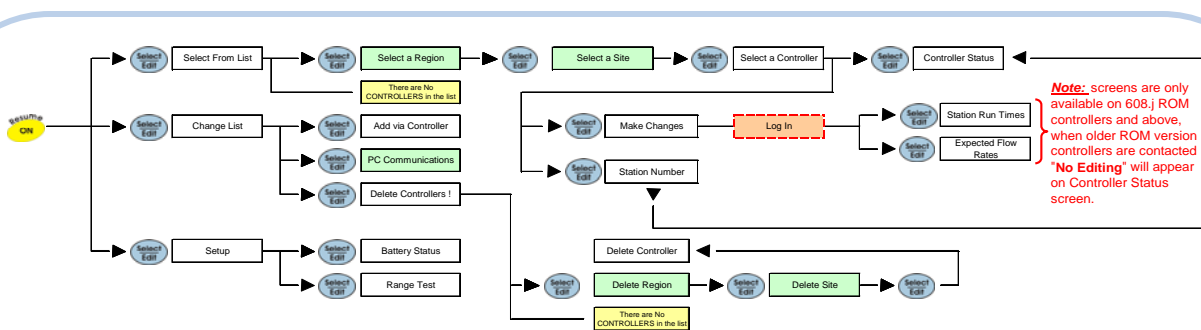 Select
Edit
Select From List
Select
Edit
Select a Region
Select
Edit
Select a Site
Select
Edit
Select a Controller
Select
Edit
Controller Status
There are No
CONTROLLERS in the list
Resume
ON
Select
Edit
Change List
Select
Edit
Add via Controller
Select
Edit
PC Communications
Select
Edit
Delete Controllers !
Select
Edit
Make Changes
Log In
Select
Edit
Station Run Times
Select
Edit
Expected Flow
Rates
Select
Edit
Station Number
Note: screens are only
available on 608.j ROM
controllers and above,
when older ROM version
controllers are contacted
"No Editing" will appear
on Controller Status
screen.
Select
Edit
Setup
Select
Edit
Battery Status
Select
Edit
Range Test
Delete Controller
Select
Edit
Delete Region
Select
Edit
Delete Site
Select
Edit
There are No
CONTROLLERS in the list